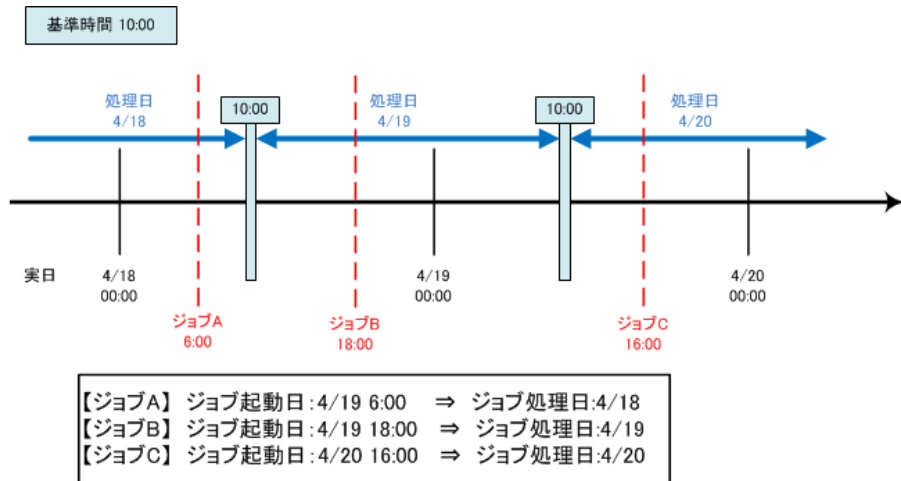 基準時間 10:00
処理日
4/18
10:00
処理日
4/19
10:00
処理日
4/20
実日
4/18
00:00
4/19
00:00
4/20
00:00
ジョブA
6:00
ジョブB
18:00
ジョブC
16:00
【ジョブA】 ジョブ起動日:4/19 6:00 ⇒ ジョブ処理日:4/18
【ジョブB】 ジョブ起動日:4/19 18:00 ⇒ ジョブ処理日:4/19
【ジョブC】 ジョブ起動日:4/20 16:00 ⇒ ジョブ処理日:4/20